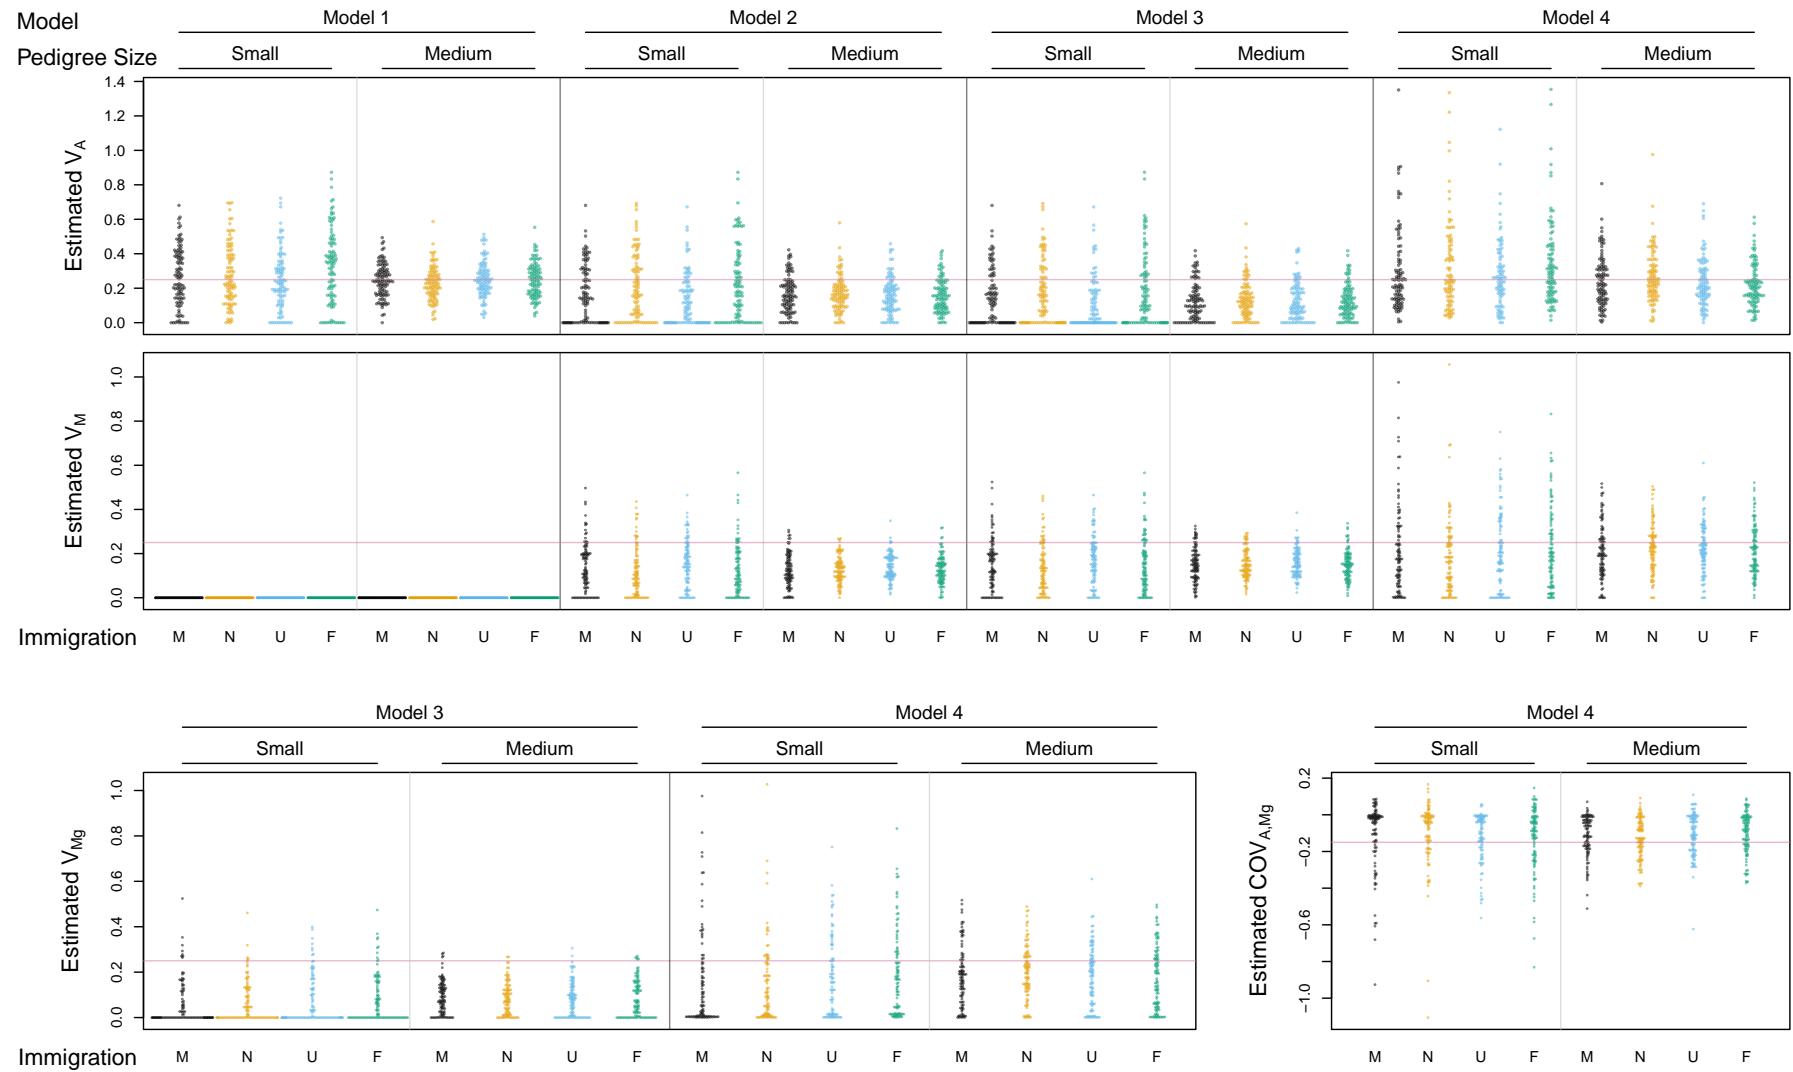 Model Model 1 Model 2 Model 3 Model 4
Pedigree Size Small Medium Small Medium Small Medium Small Medium
Estimated VA
1.4
1.2
1.0
0.8
0.6
0.4
0.2
0.0
Estimated VM
1.0
0.8
0.6
0.4
0.2
0.0
Immigration M N U F M N U F M N U F M N U F M N U F M N U F M N U F M N U F
Model 3 Model 4
Small Medium Small Medium
Estimated VMg
1.0
0.8
0.6
0.4
0.2
0.0
Immigration M N U F M N U F M N U F M N U F
Model 4
Small Medium
Estimated COVA,Mg
0.2
−0.2
−0.6
−1.0
M N U F M N U F